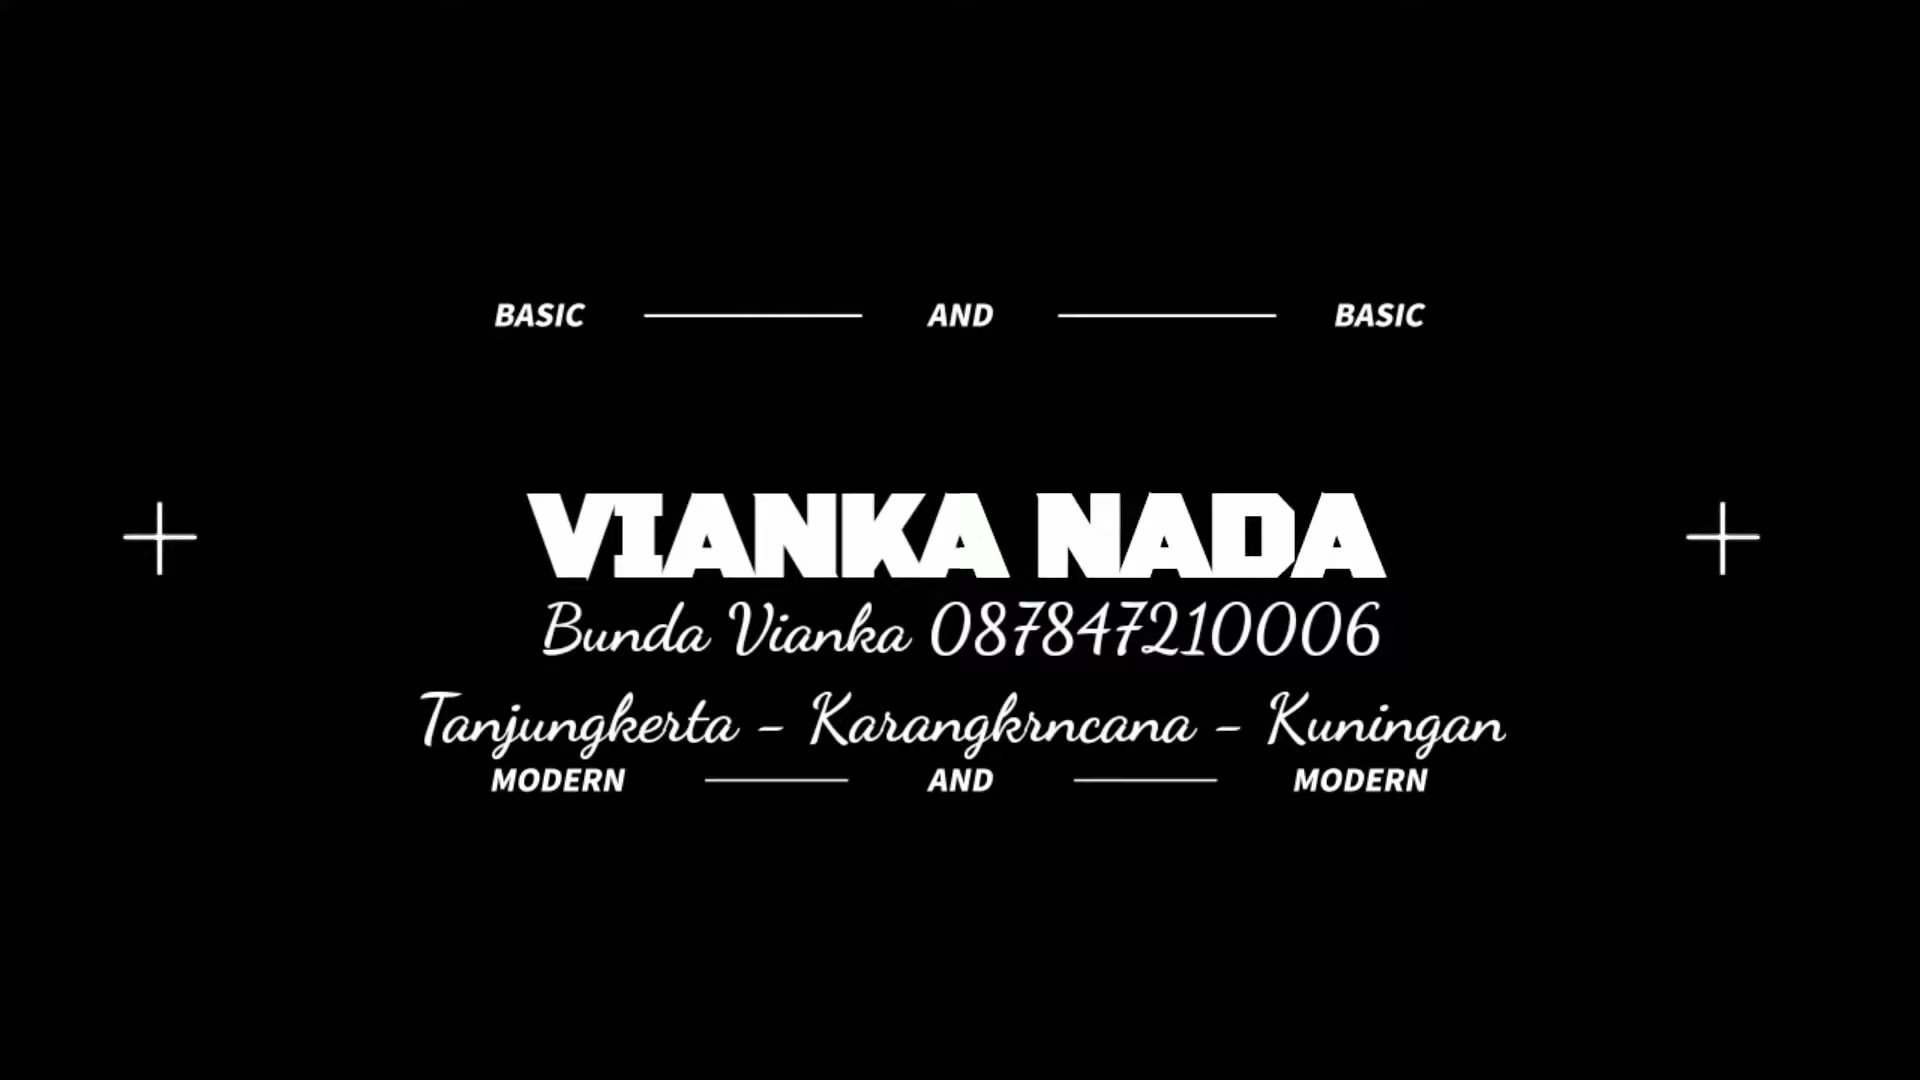 BASIC AND BASIC
VIANKA NADA
Bunda Vianka 087847210006
Tanjungkerta - Karangkrncana - Kuningan
MODERN AND MODERN